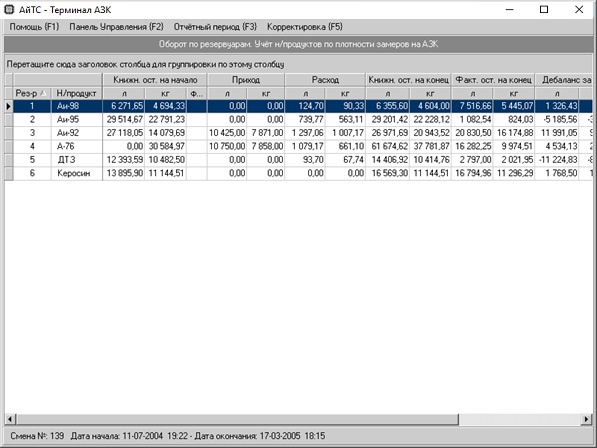 АйТС - Терминал АЗК
Помощь (F1) Панель Управления (F2) Отчётный период (F3) Корректировка (F5)
Оборот по резервуарам. Учёт н/продуктов по плотности замеров на АЗК
Перетащите сюда заголовок столбца для группировки по этому столбцу
Книжн. ост. на начало Приход Расход Книжн. ост. на конец Факт. ост. на конец Дебаланс за
Рез-р Н/продукт л кг Ф... л кг л кг л кг л кг л
1 Аи-98 6 271,65 4 694,33 0,00 0,00 124,70 90,33 6 355,60 4 604,00 7 516,66 5 445,07 1 326,43
2 Аи-95 29 514,67 22 791,23 0,00 0,00 739,77 563,11 29 201,42 22 228,12 1 082,54 824,03 -5 185,56
3 Аи-92 27 118,05 14 079,69 10 425,00 7 871,00 1 297,06 1 007,17 26 971,69 20 943,52 20 830,50 16 174,88 11 991,05
4 А-76 0,00 30 584,97 10 750,00 7 858,00 1 079,17 661,10 61 674,62 37 781,87 16 282,25 9 974,51 4 534,13
5 ДТЗ 12 393,59 10 482,50 0,00 0,00 93,70 67,74 14 406,92 10 414,76 2 797,00 2 021,95 -11 224,83
6 Керосин 13 895,90 11 144,51 0,00 0,00 0,00 0,00 16 569,30 11 144,51 16 794,96 11 296,29 1 768,50
Смена №: 139 Дата начала: 11-07-2004 19:22 - Дата окончания: 17-03-2005 18:15